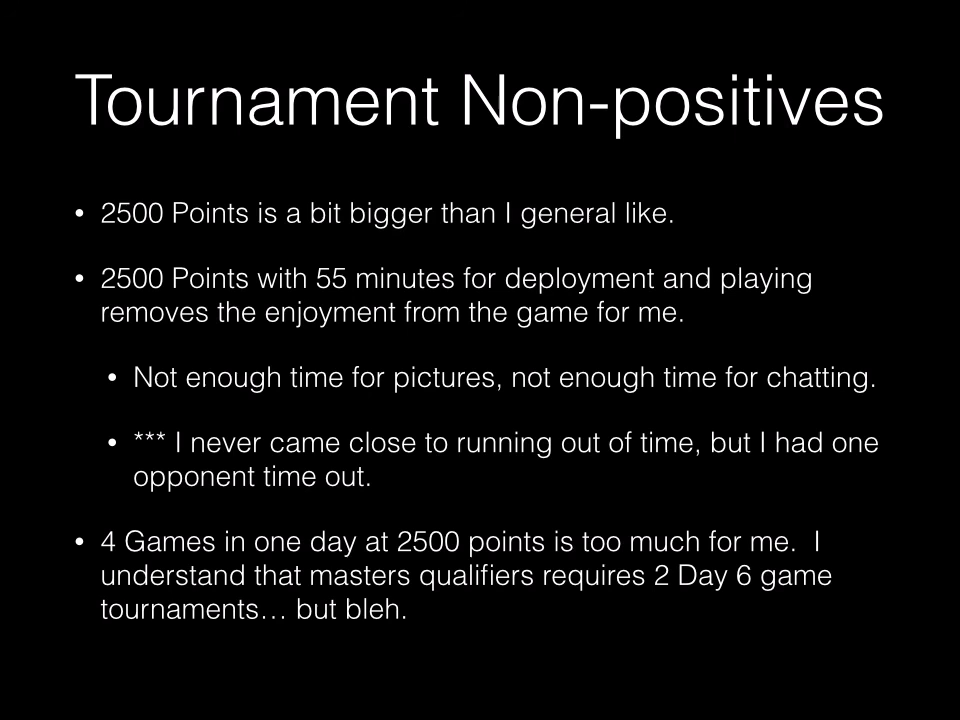 Tournament Non-positives
• 2500 Points is a bit bigger than I general like.
• 2500 Points with 55 minutes for deployment and playing
removes the enjoyment from the game for me.
• Not enough time for pictures, not enough time for chatting.
• *** I never came close to running out of time, but I had one
opponent time out.
• 4 Games in one day at 2500 points is too much for me.  I
understand that masters qualifiers requires 2 Day 6 game
tournaments… but bleh.